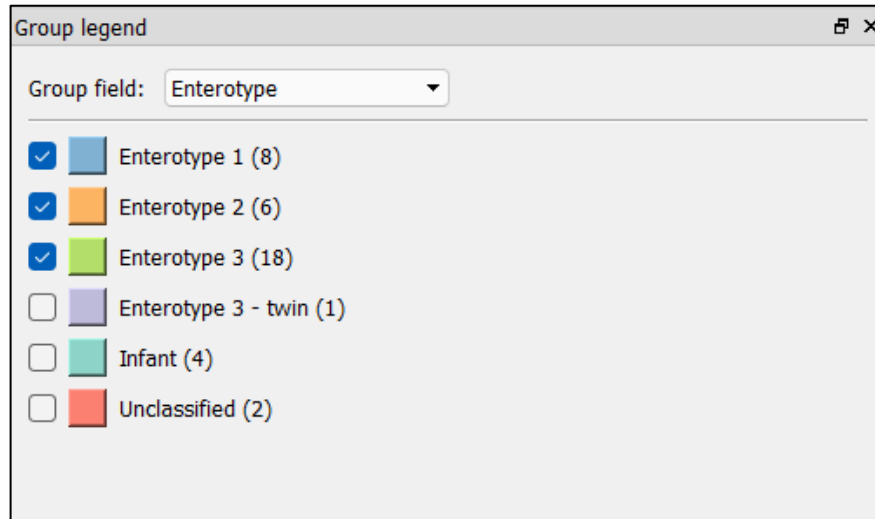 Group legend
Group field: Enterotype
Enterotype 1 (8)
Enterotype 2 (6)
Enterotype 3 (18)
Enterotype 3 - twin (1)
Infant (4)
Unclassified (2)